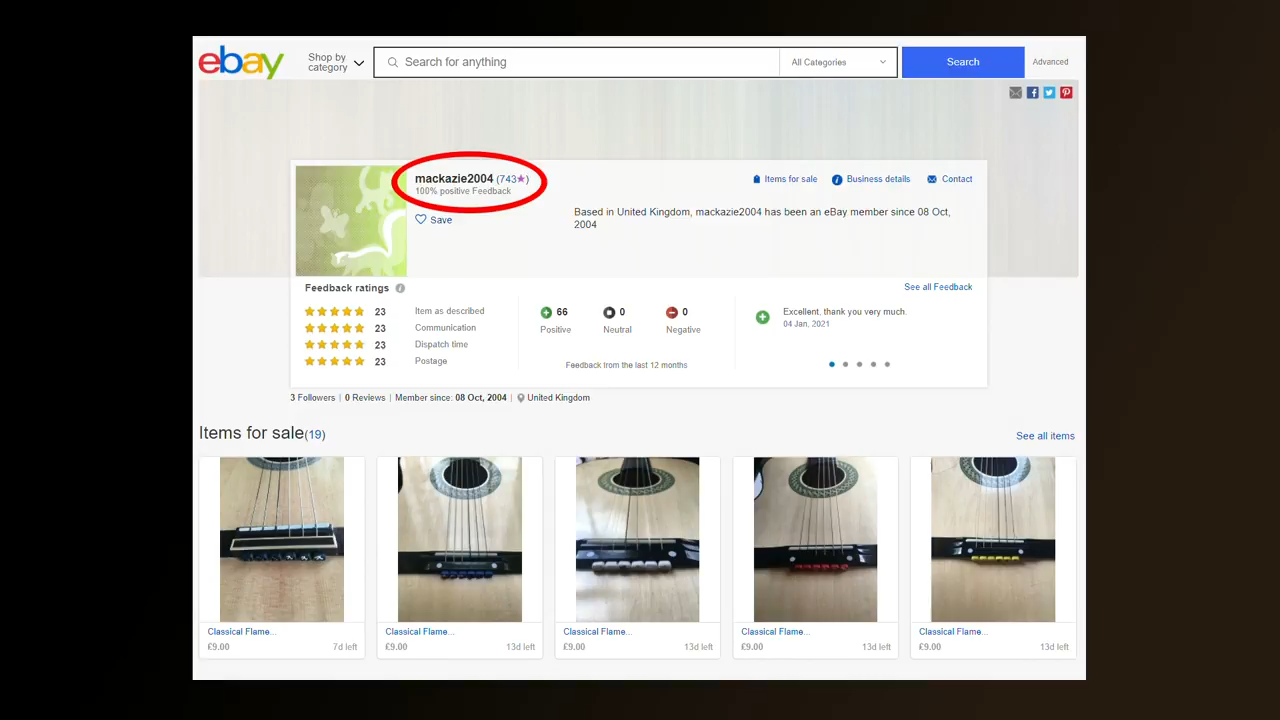 ebay
Shop by
category
Search for anything
All Categories
Search
Advanced
mackazie2004 (743★)
100% positive Feedback
Save
Items for sale
Business details
Contact
Based in United Kingdom, mackazie2004 has been an eBay member since 08 Oct,
2004
Feedback ratings
See all Feedback
23 Item as described
23 Communication
23 Dispatch time
23 Postage
66
Positive
0
Neutral
0
Negative
Feedback from the last 12 months
Excellent, thank you very much.
04 Jan, 2021
3 Followers | 0 Reviews | Member since: 08 Oct, 2004 | United Kingdom
Items for sale(19)
See all items
Classical Flame...
£9.00 7d left
Classical Flame...
£9.00 13d left
Classical Flame...
£9.00 13d left
Classical Flame...
£9.00 13d left
Classical Flame...
£9.00 13d left